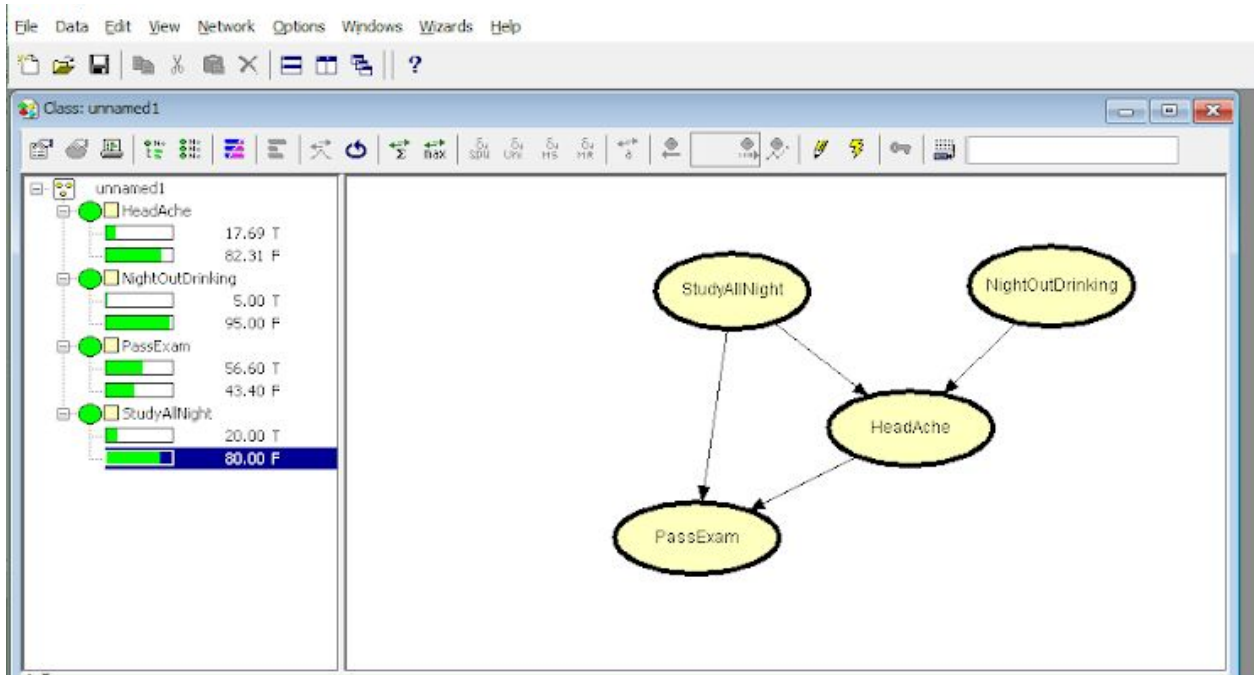 File Data Edit View Network Options Windows Wizards Help
?
Class: unnamed1
Σ max
unnamed1
HeadAche
17.69 T
82.31 F
NightOutDrinking
5.00 T
95.00 F
PassExam
56.60 T
43.40 F
StudyAllNight
20.00 T
80.00 F
StudyAllNight
NightOutDrinking
HeadAche
PassExam